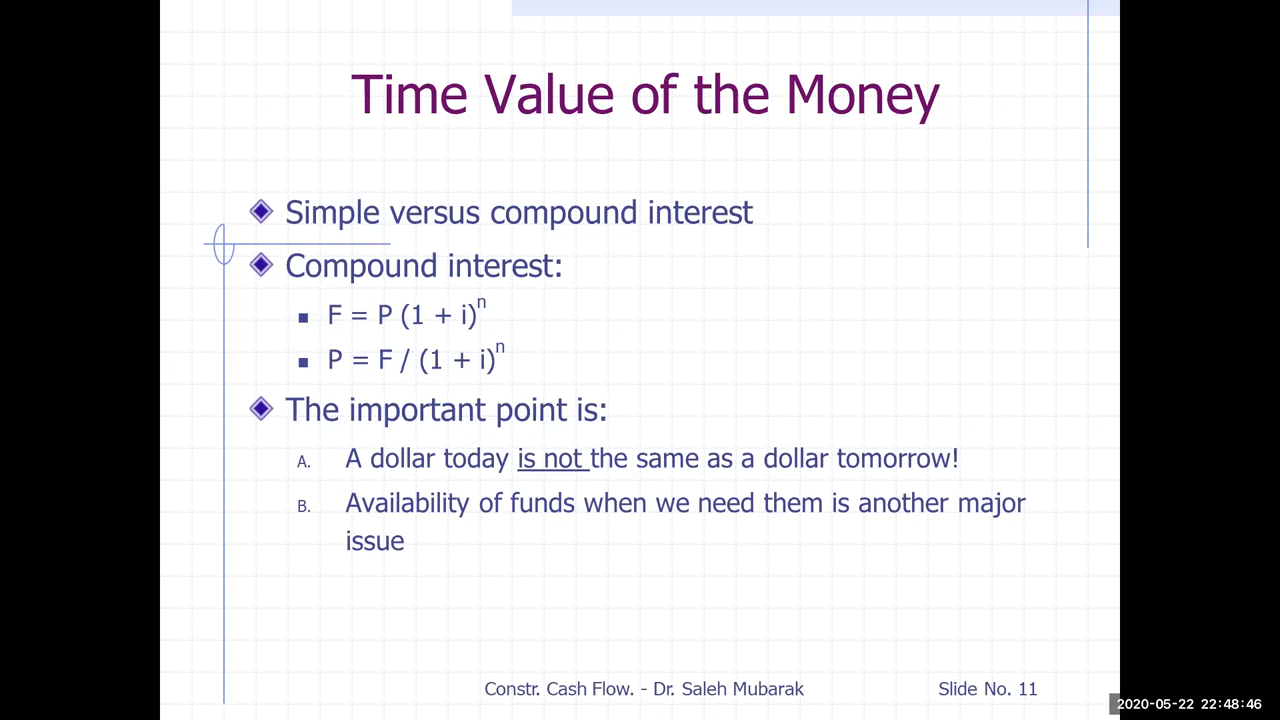 Time Value of the Money
Simple versus compound interest
Compound interest:
F = P (1 + i)^n
P = F / (1 + i)^n
The important point is:
A. A dollar today is not the same as a dollar tomorrow!
B. Availability of funds when we need them is another major
issue
Constr. Cash Flow. - Dr. Saleh Mubarak
Slide No. 11
2020-05-22 22:48:46